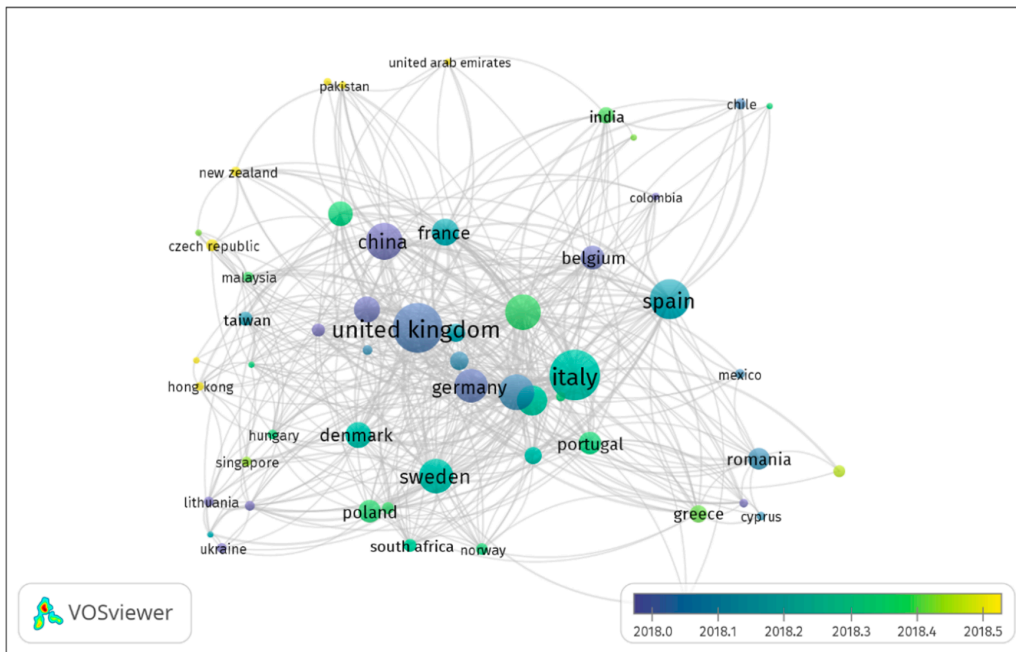 united arab emirates
pakistan
chile
india
new zealand
colombia
france
china
czech republic
belgium
malaysia
spain
taiwan
united kingdom
mexico
italy
hong kong
germany
hungary
denmark
portugal
singapore
romania
sweden
lithuania
poland
greece
cyprus
ukraine
south africa
norway
VOSviewer
2018.0 2018.1 2018.2 2018.3 2018.4 2018.5